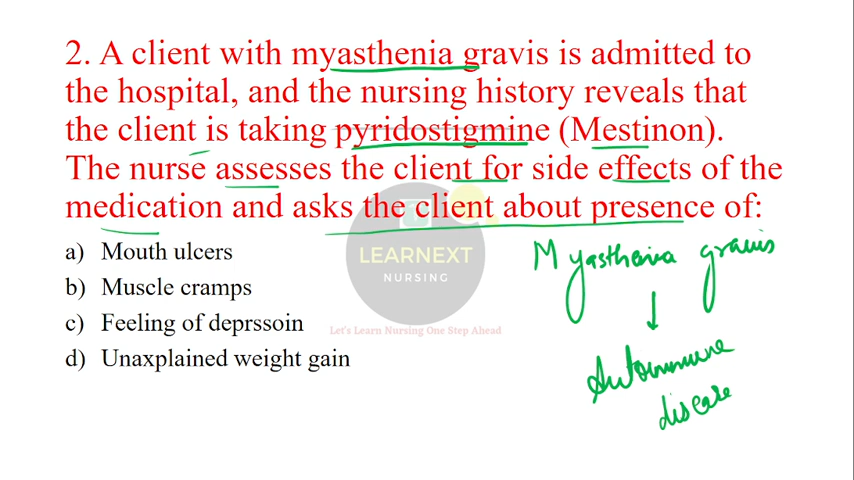 2. A client with myasthenia gravis is admitted to
the hospital, and the nursing history reveals that
the client is taking pyridostigmine (Mestinon).
The nurse assesses the client for side effects of the
medication and asks the client about presence of:
a) Mouth ulcers
b) Muscle cramps
c) Feeling of deprssoin
d) Unaxplained weight gain
LEARNEXT
NURSING
Let's Learn Nursing One Step Ahead
Myasthenia gravis
Autoimmune
disease